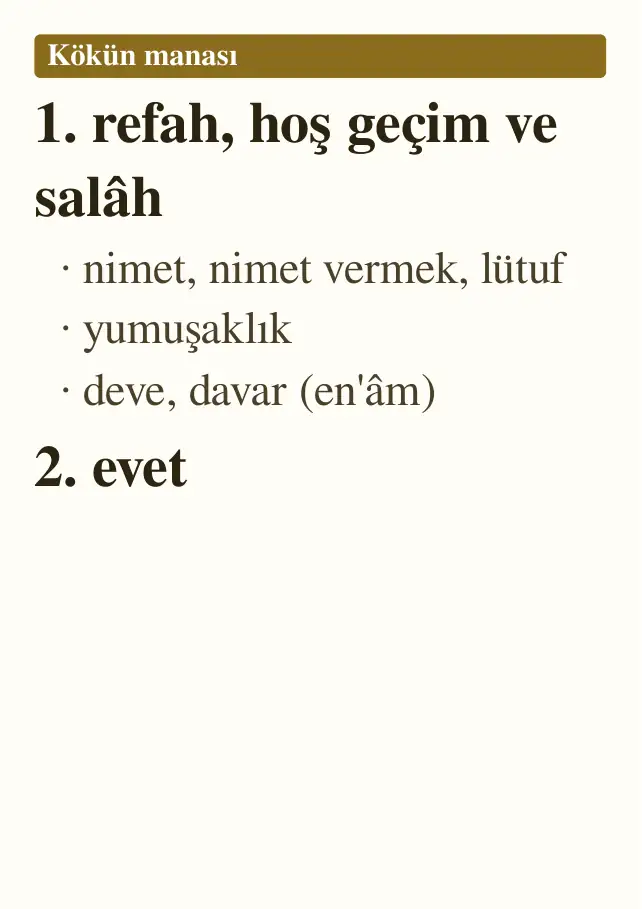 Kökün manası
1. refah, hoş geçim ve
salâh
· nimet, nimet vermek, lütuf
· yumuşaklık
· deve, davar (en'âm)
2. evet